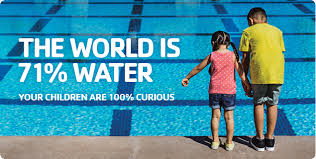 THE WORLD IS
71% WATER
YOUR CHILDREN ARE 100% CURIOUS